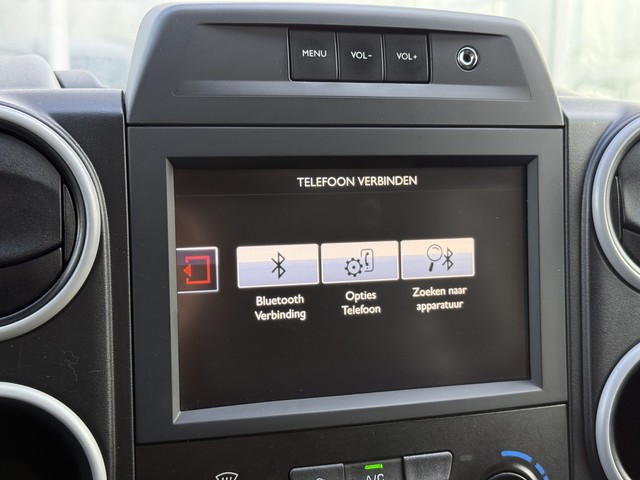 MENU VOL- VOL+
TELEFOON VERBINDEN
Bluetooth
Verbinding
Opties
Telefoon
Zoeken naar
apparatuur
A/C